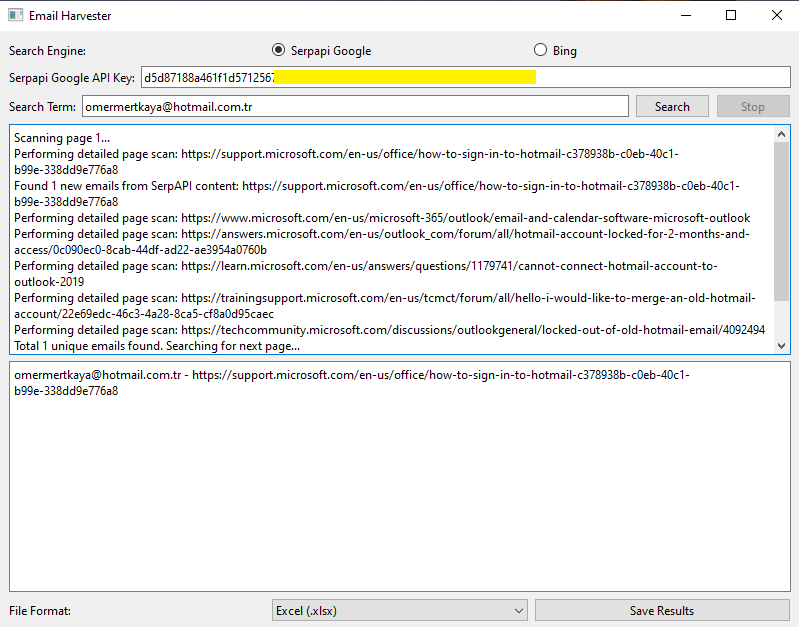 Email Harvester
Search Engine:
Serpapi Google
Bing
Serpapi Google API Key: d5d87188a461f1d5712567
Search Term: omermertkaya@hotmail.com.tr
Search
Stop
Scanning page 1...
Performing detailed page scan: https://support.microsoft.com/en-us/office/how-to-sign-in-to-hotmail-c378938b-c0eb-40c1-
b99e-338dd9e776a8
Found 1 new emails from SerpAPI content: https://support.microsoft.com/en-us/office/how-to-sign-in-to-hotmail-c378938b-c0eb-40c1-
b99e-338dd9e776a8
Performing detailed page scan: https://www.microsoft.com/en-us/microsoft-365/outlook/email-and-calendar-software-microsoft-outlook
Performing detailed page scan: https://answers.microsoft.com/en-us/outlook_com/forum/all/hotmail-account-locked-for-2-months-and-
access/0c090ec0-8cab-44df-ad22-ae3954a0760b
Performing detailed page scan: https://learn.microsoft.com/en-us/answers/questions/1179741/cannot-connect-hotmail-account-to-
outlook-2019
Performing detailed page scan: https://trainingsupport.microsoft.com/en-us/tcmct/forum/all/hello-i-would-like-to-merge-an-old-hotmail-
account/22e69edc-46c3-4a28-8ca5-cf8a0d95caec
Performing detailed page scan: https://techcommunity.microsoft.com/discussions/outlookgeneral/locked-out-of-old-hotmail-email/4092494
Total 1 unique emails found. Searching for next page...
omermertkaya@hotmail.com.tr - https://support.microsoft.com/en-us/office/how-to-sign-in-to-hotmail-c378938b-c0eb-40c1-
b99e-338dd9e776a8
File Format:
Excel (.xlsx)
Save Results